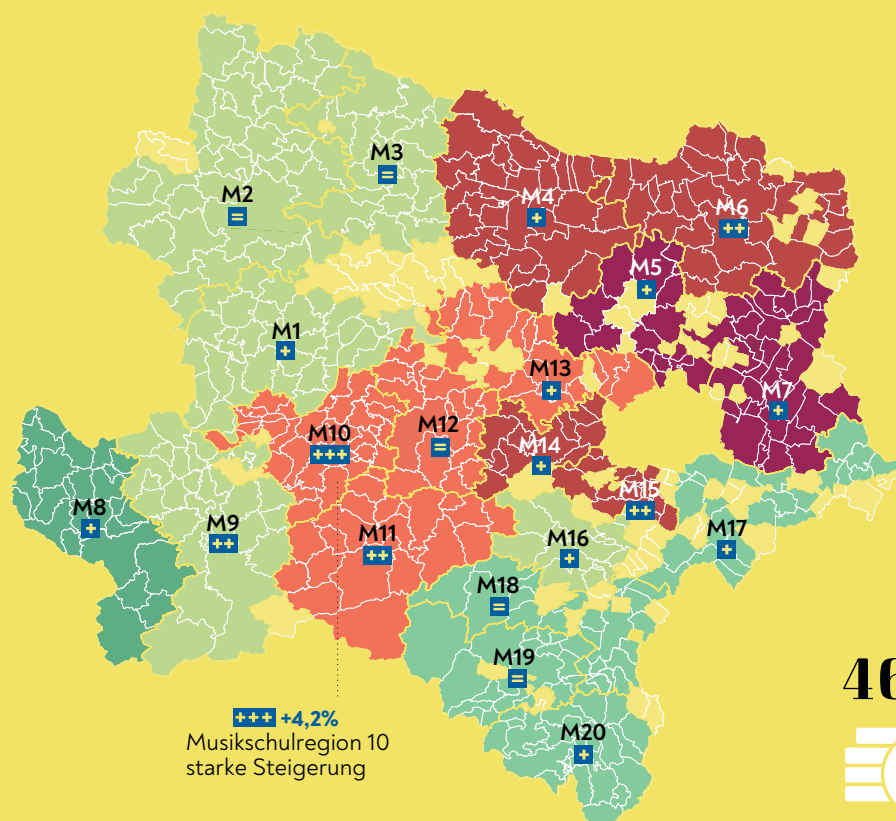 M3
=
M2
=
M4
+
M6
++
M5
+
M1
+
M13
+
M7
+
M10
+++
M12
=
M14
+
M15
++
M8
+
M9
++
M11
++
M16
+
M17
+
M18
=
M19
=
M20
+
+++ +4,2%
Musikschulregion 10
starke Steigerung
46